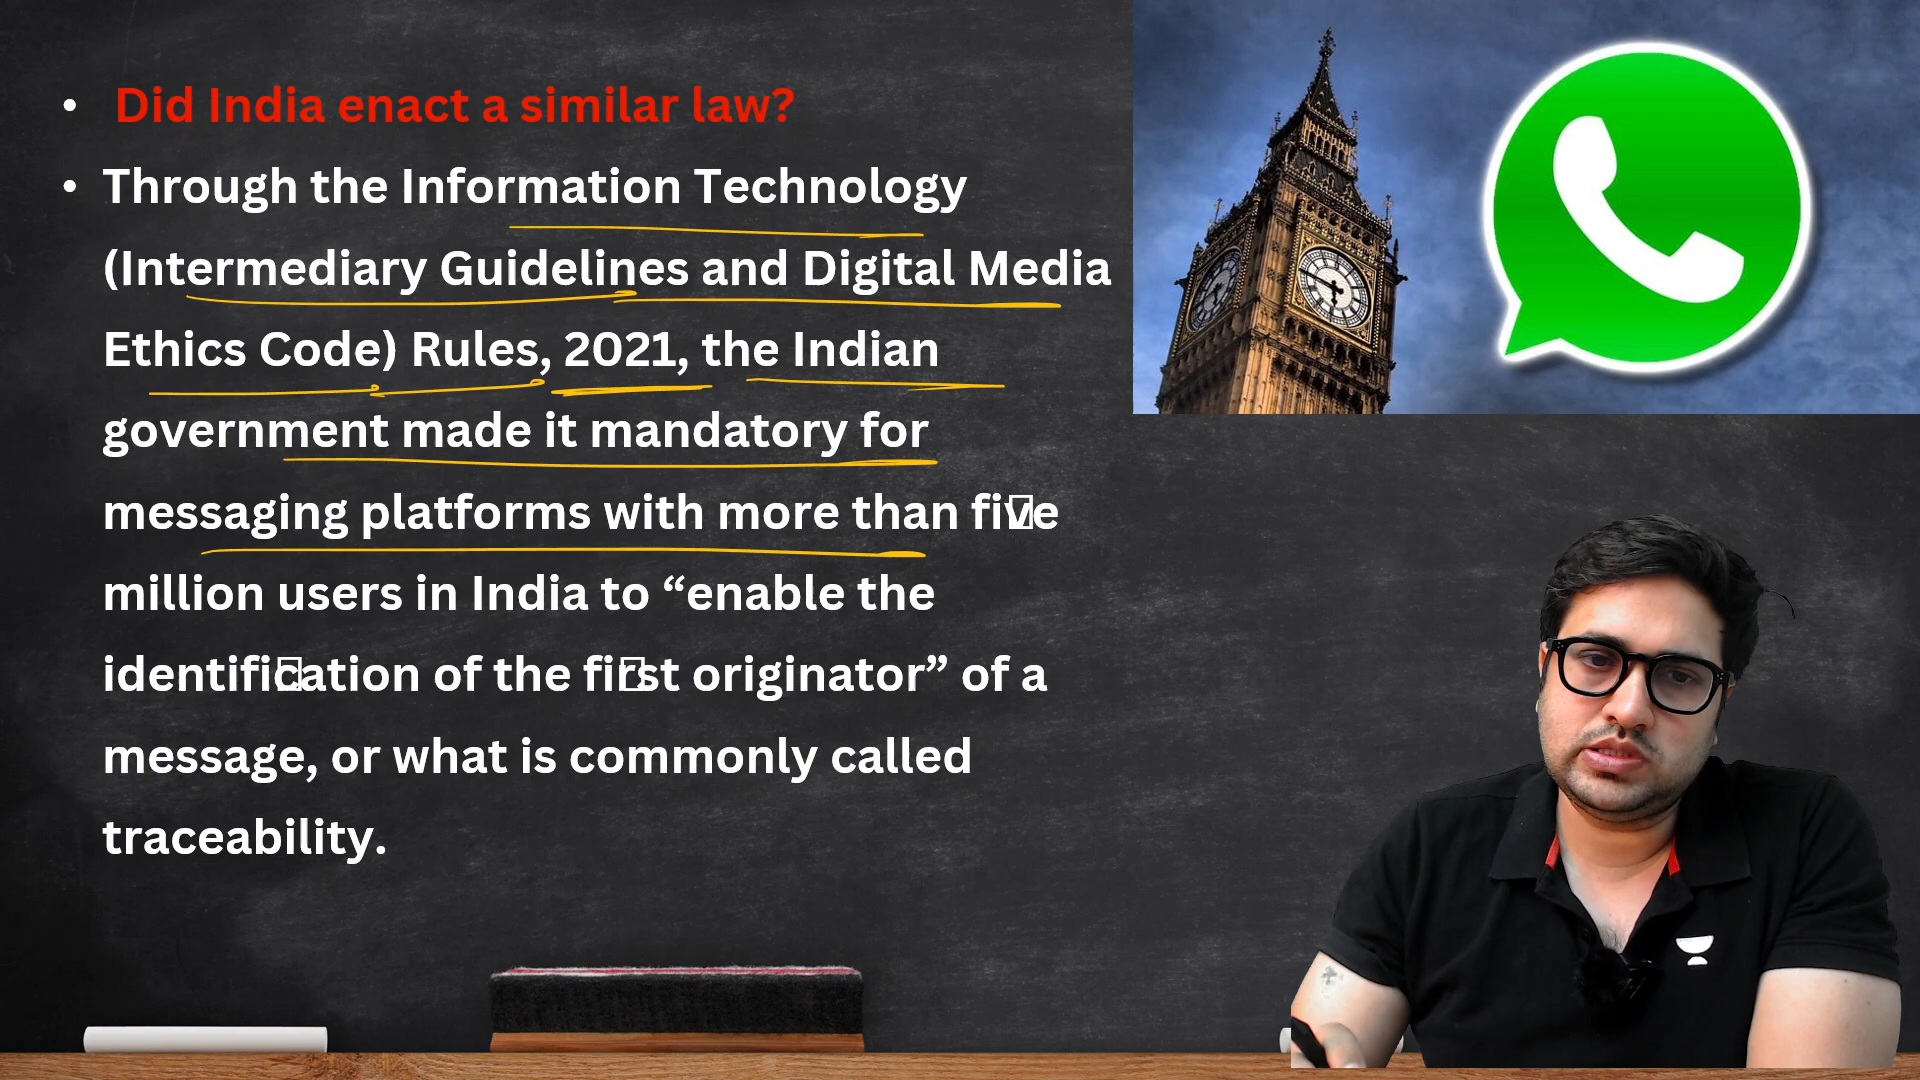 • Did India enact a similar law?
• Through the Information Technology
(Intermediary Guidelines and Digital Media
Ethics Code) Rules, 2021, the Indian
government made it mandatory for
messaging platforms with more than five
million users in India to “enable the
identification of the first originator” of a
message, or what is commonly called
traceability.